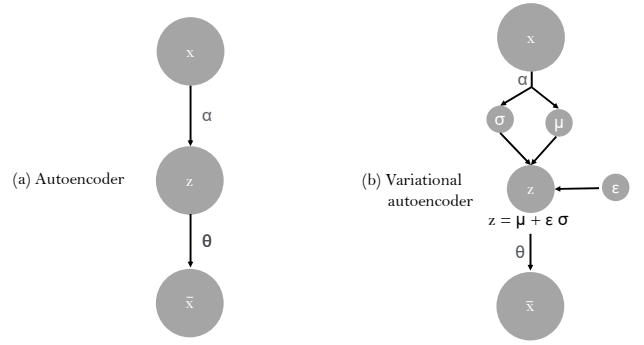 x
α
z
(a) Autoencoder
θ
x̄
x
α
σ
μ
(b) Variational
autoencoder
z
ε
z = μ + ε σ
θ
x̄